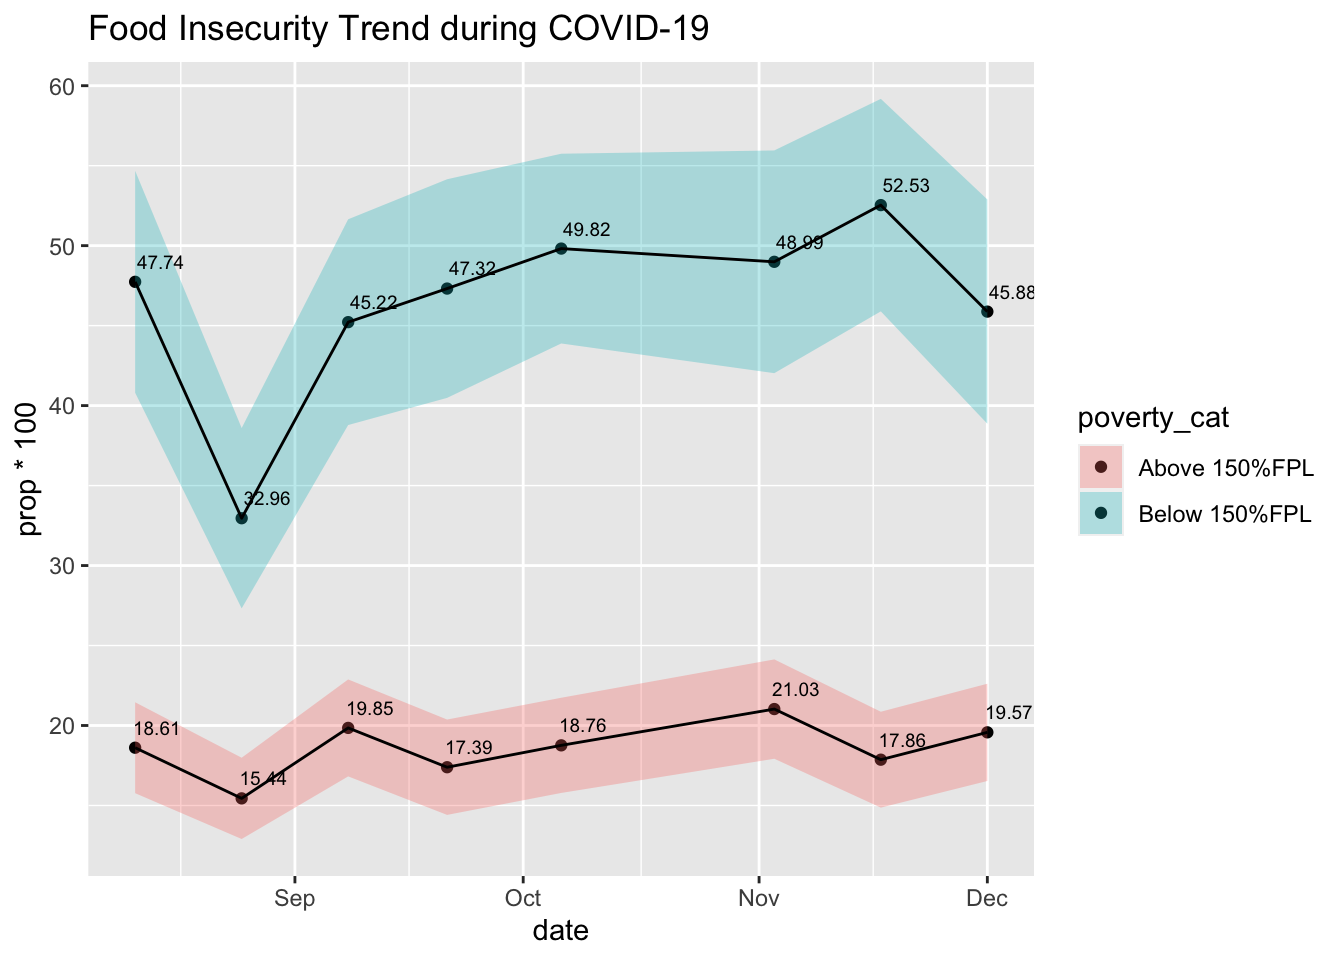 Food Insecurity Trend during COVID-19
prop * 100
60
50
40
30
20
47.74
32.96
45.22
47.32
49.82
48.99
52.53
45.88
18.61
15.44
19.85
17.39
18.76
21.03
17.86
19.57
Sep
Oct
Nov
Dec
date
poverty_cat
Above 150%FPL
Below 150%FPL